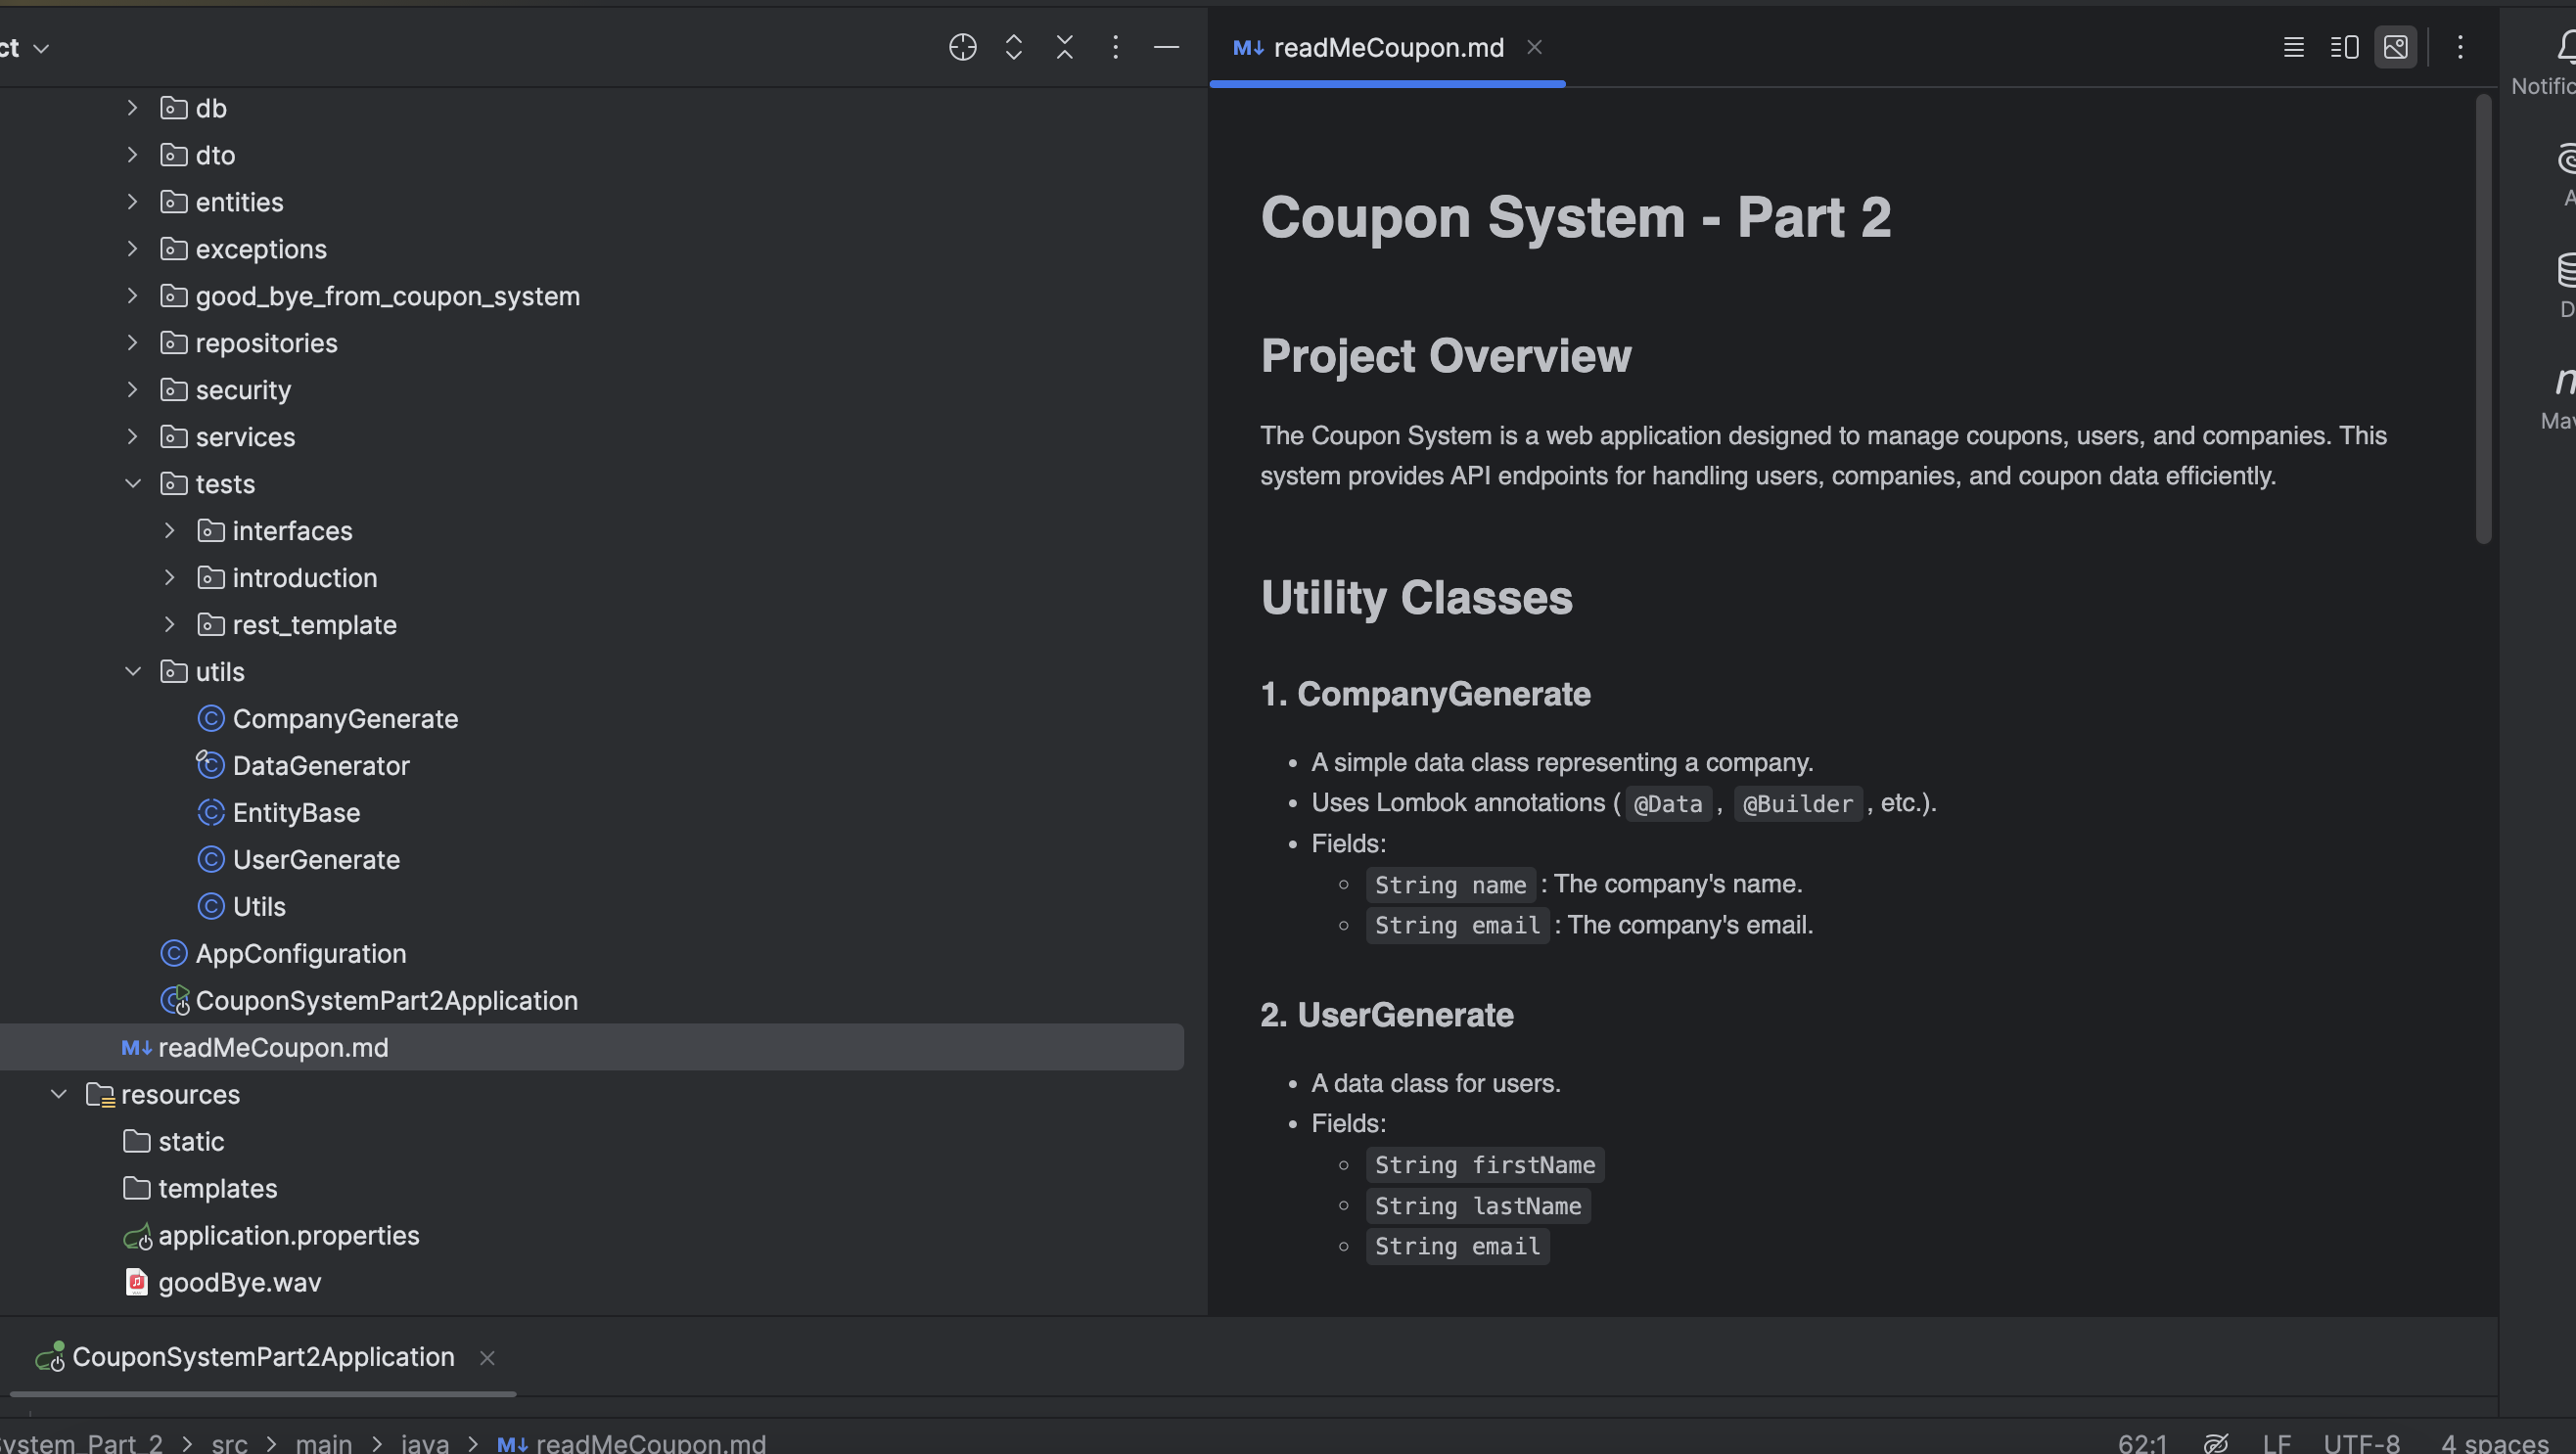 ct
readMeCoupon.md
Notific
db
dto
entities
exceptions
good_bye_from_coupon_system
repositories
security
services
tests
interfaces
introduction
rest_template
utils
CompanyGenerate
DataGenerator
EntityBase
UserGenerate
Utils
AppConfiguration
CouponSystemPart2Application
readMeCoupon.md
resources
static
templates
application.properties
goodBye.wav
Coupon System - Part 2
Project Overview
The Coupon System is a web application designed to manage coupons, users, and companies. This
system provides API endpoints for handling users, companies, and coupon data efficiently.
Utility Classes
1. CompanyGenerate
• A simple data class representing a company.
• Uses Lombok annotations ( @Data , @Builder , etc.).
• Fields:
◦ String name : The company's name.
◦ String email : The company's email.
2. UserGenerate
• A data class for users.
• Fields:
◦ String firstName
◦ String lastName
◦ String email
A
D
Mav
CouponSystemPart2Application
System_Part_2 > src > main > java > readMeCoupon.md
62:1 LF UTF-8 4 spaces